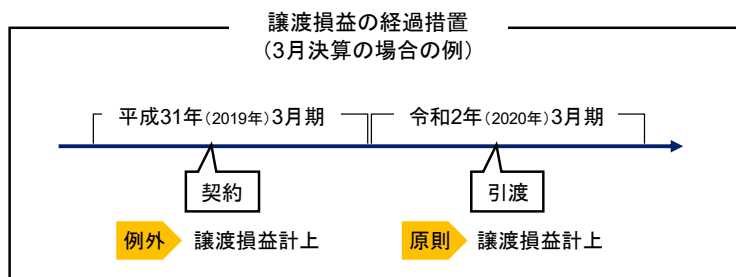 譲渡損益の経過措置
(3月決算の場合の例)
平成31年(2019年)3月期
令和2年(2020年)3月期
契約
引渡
例外 譲渡損益計上
原則 譲渡損益計上